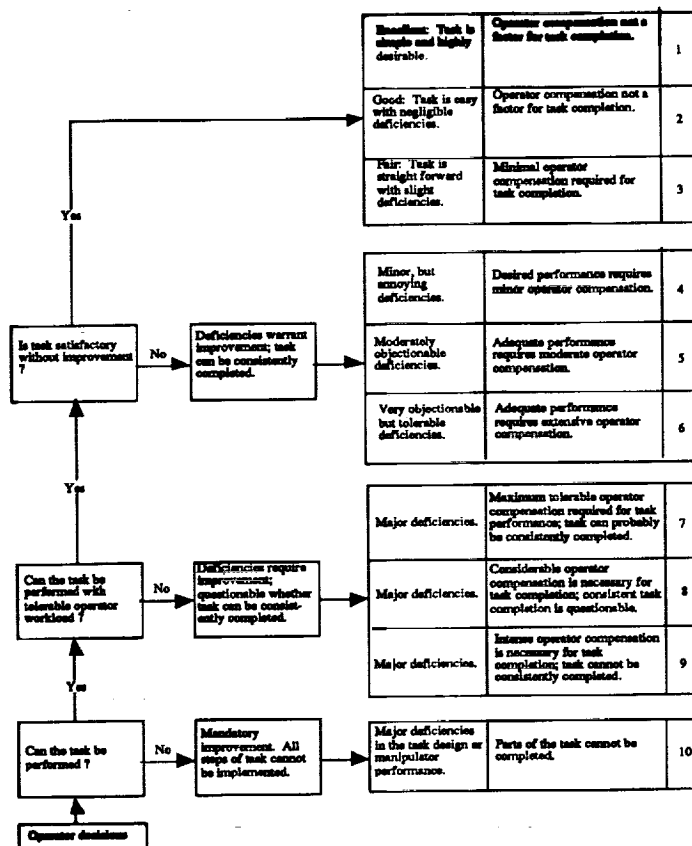 Excellent: Task is
simple and highly
desirable.
Operator compensation not a
factor for task completion.
1
Good: Task is easy
with negligible
deficiencies.
Operator compensation not a
factor for task completion.
2
Fair: Task is
straight forward
with slight
deficiencies.
Minimal operator
compensation required for
task completion.
3
Yes
Minor, but
annoying
deficiencies.
Desired performance requires
minor operator compensation.
4
Is task satisfactory
without improvement
?
No
Deficiencies warrant
improvement; task
can be consistently
completed.
Moderately
objectionable
deficiencies.
Adequate performance
requires moderate operator
compensation.
5
Very objectionable
but tolerable
deficiencies.
Adequate performance
requires extensive operator
compensation.
6
Yes
Major deficiencies.
Maximum tolerable operator
compensation required for task
performance; task can probably
be consistently completed.
7
Can the task be
performed with
tolerable operator
workload ?
No
Deficiencies require
improvement;
questionable whether
task can be consist-
ently completed.
Major deficiencies.
Considerable operator
compensation is necessary for
task completion; consistent task
completion is questionable.
8
Major deficiencies.
Intense operator compensation
is necessary for task
completion; task cannot be
consistently completed.
9
Yes
Can the task be
performed ?
No
Mandatory
improvement. All
steps of task cannot
be implemented.
Major deficiencies
in the task design or
manipulator
performance.
Parts of the task cannot be
completed.
10
Operator decisions